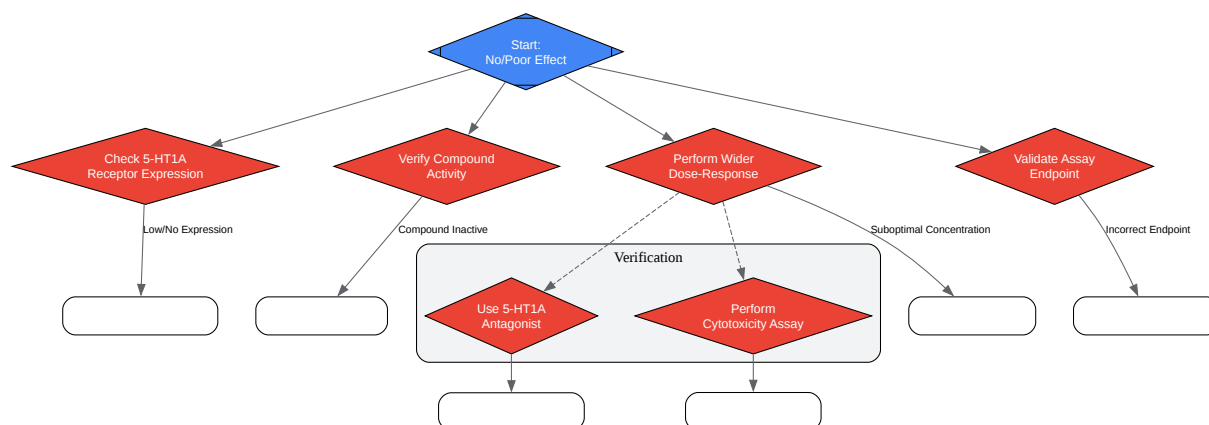 Start:
No/Poor Effect
Check 5-HT1A
Receptor Expression
Verify Compound
Activity
Perform Wider
Dose-Response
Validate Assay
Endpoint
Low/No Expression
Compound Inactive
Suboptimal Concentration
Incorrect Endpoint
Verification
Use 5-HT1A
Antagonist
Perform
Cytotoxicity Assay